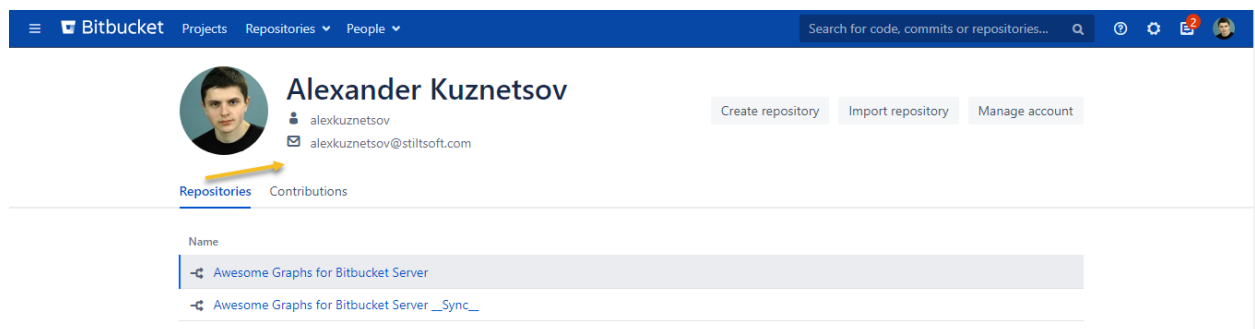 Bitbucket Projects Repositories People Search for code, commits or repositories... 2
Alexander Kuznetsov
alexkuznetsov
Create repository Import repository Manage account
alexkuznetsov@stiltsoft.com
Repositories Contributions
Name
Awesome Graphs for Bitbucket Server
Awesome Graphs for Bitbucket Server __Sync__